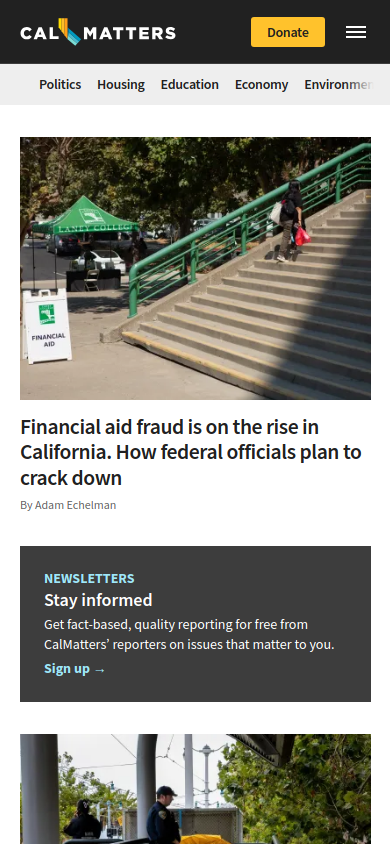 CAL MATTERS
Donate
Politics Housing Education Economy Environmen
LANEY COLLEGE
FINANCIAL
AID
Financial aid fraud is on the rise in
California. How federal officials plan to
crack down
By Adam Echelman
NEWSLETTERS
Stay informed
Get fact-based, quality reporting for free from
CalMatters’ reporters on issues that matter to you.
Sign up →